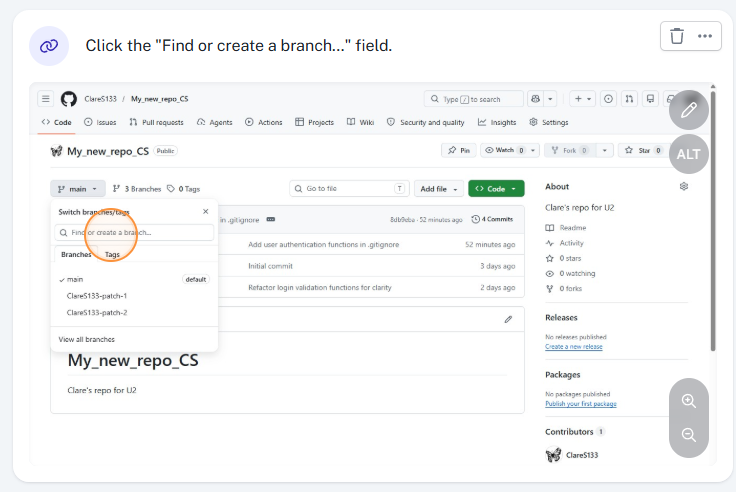 Click the "Find or create a branch..." field.
ClareS133 / My_new_repo_CS
Type / to search
ALT
Code Issues Pull requests Agents Actions Projects Wiki Security and quality Insights Settings
My_new_repo_CS Public
Pin Watch 0 Fork 0 Star 0
main 3 Branches 0 Tags Go to file T Add file Code
Switch branches/tags
Find or create a branch...
Branches Tags
main default
ClareS133-patch-1
ClareS133-patch-2
View all branches
in .gitignore 8db9eba · 52 minutes ago 4 Commits
Add user authentication functions in .gitignore 52 minutes ago
Initial commit 3 days ago
Refactor login validation functions for clarity 2 days ago
My_new_repo_CS
Clare's repo for U2
About
Clare's repo for U2
Readme
Activity
0 stars
0 watching
0 forks
Releases
No releases published
Create a new release
Packages
No packages published
Publish your first package
Contributors 1
ClareS133